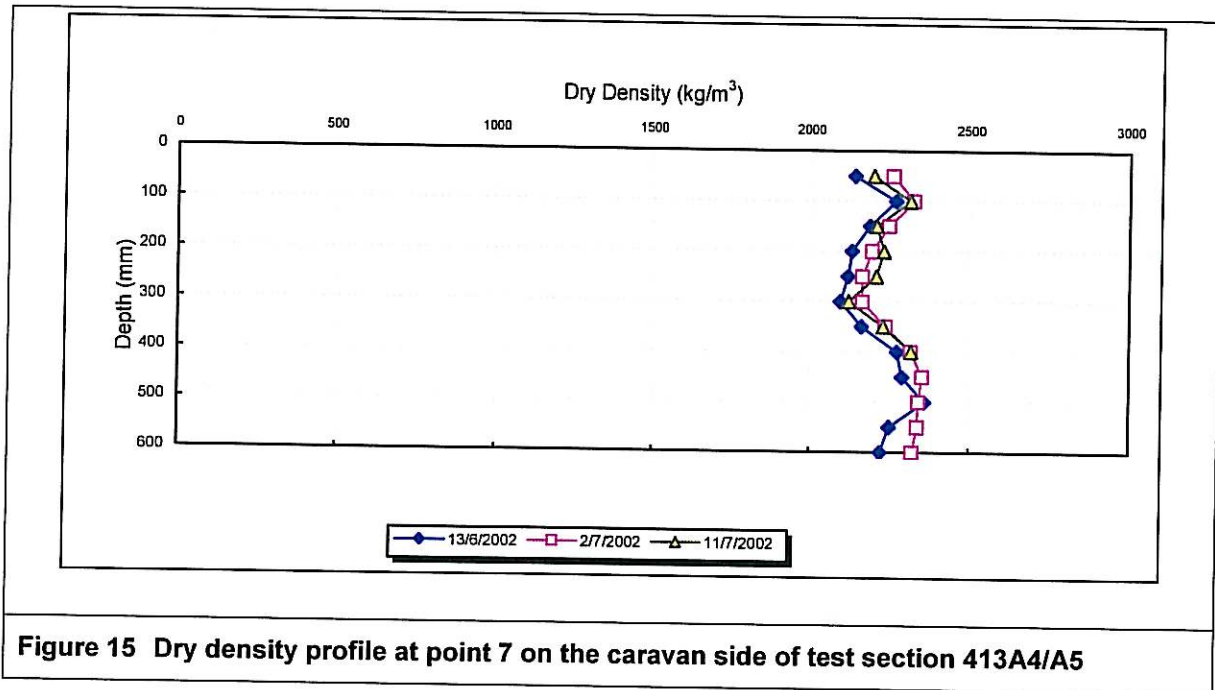 Dry Density (kg/m³)
0 500 1000 1500 2000 2500 3000
0
100
200
300
400
500
600
Depth (mm)
13/6/2002 2/7/2002 11/7/2002
Figure 15 Dry density profile at point 7 on the caravan side of test section 413A4/A5